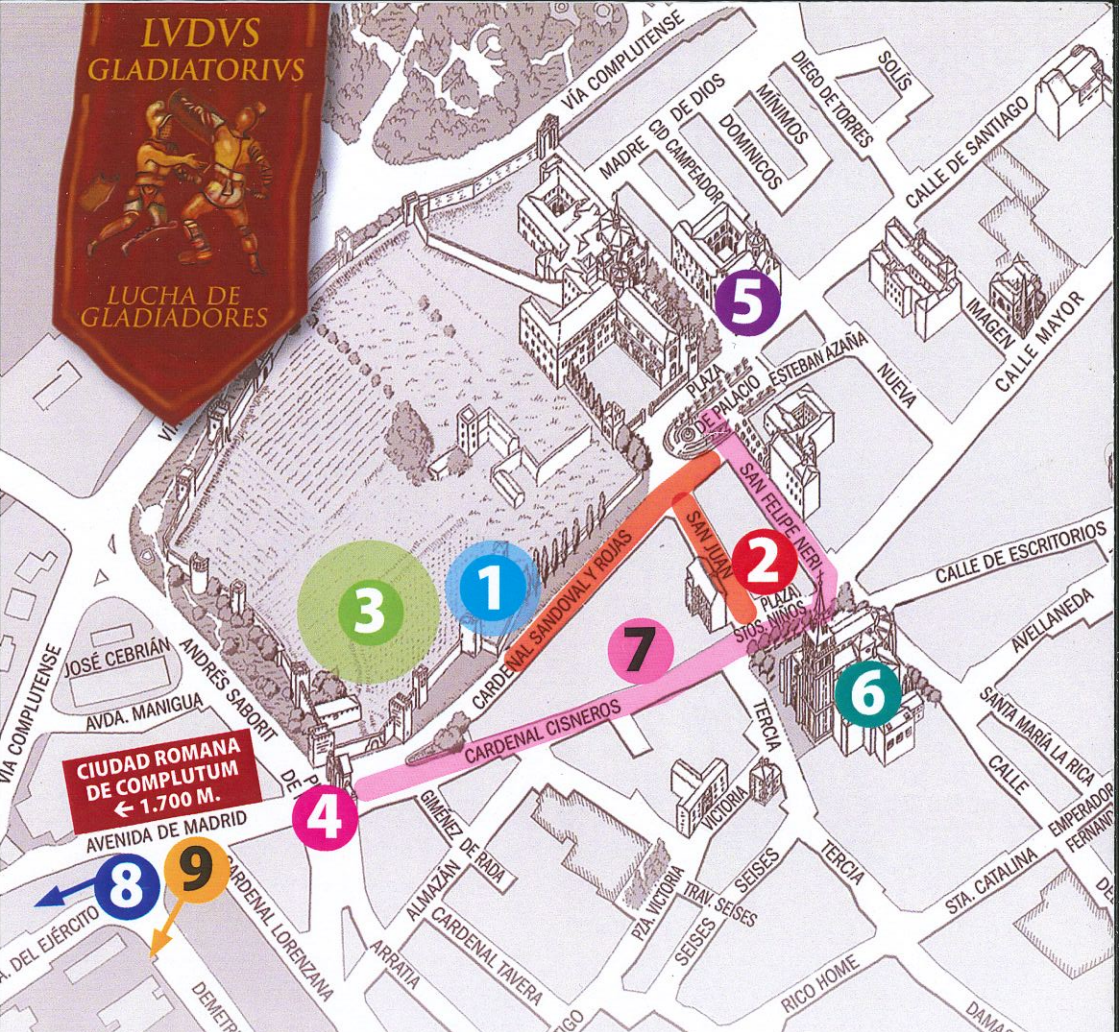 LVDVS
GLADIATORIVS
LUCHA DE
GLADIADORES
VÍA COMPLUTENSE
SOLÍS
DIEGO DE TORRES
MÍNIMOS
DOMINICOS
MADRE DE DIOS
CID CAMPEADOR
CALLE DE SANTIAGO
5
IMAGEN
CALLE MAYOR
PLAZA
DE PALACIO
ESTEBAN AZAÑA
NUEVA
SAN FELIPE NERI
SAN JUAN
2
PLAZA
STOS. NIÑOS
CARDENAL SANDOVAL Y ROJAS
1
3
7
6
CALLE DE ESCRITORIOS
AVELLANEDA
SANTA MARÍA LA RICA
CALLE
EMPERADOR
FERNAN
JOSÉ CEBRIÁN
ANDRÉS SABORIT
VÍA COMPLUTENSE
AVDA. MANIGUA
CARDENAL CISNEROS
TERCIA
CIUDAD ROMANA
DE COMPLUTUM
← 1.700 M.
AVENIDA DE MADRID
4
8
9
GIMÉNEZ DE RADA
VICTORIA
ALMAZÁN
CARDENAL TAVERA
PZA. VICTORIA
TRAV. SEISES
SEISES
SEISES
TERCIA
STA. CATALINA
A. DEL EJÉRCITO
CARDENAL LORENZANA
DEMETR
ARRATIA
RICO HOME
DAMA